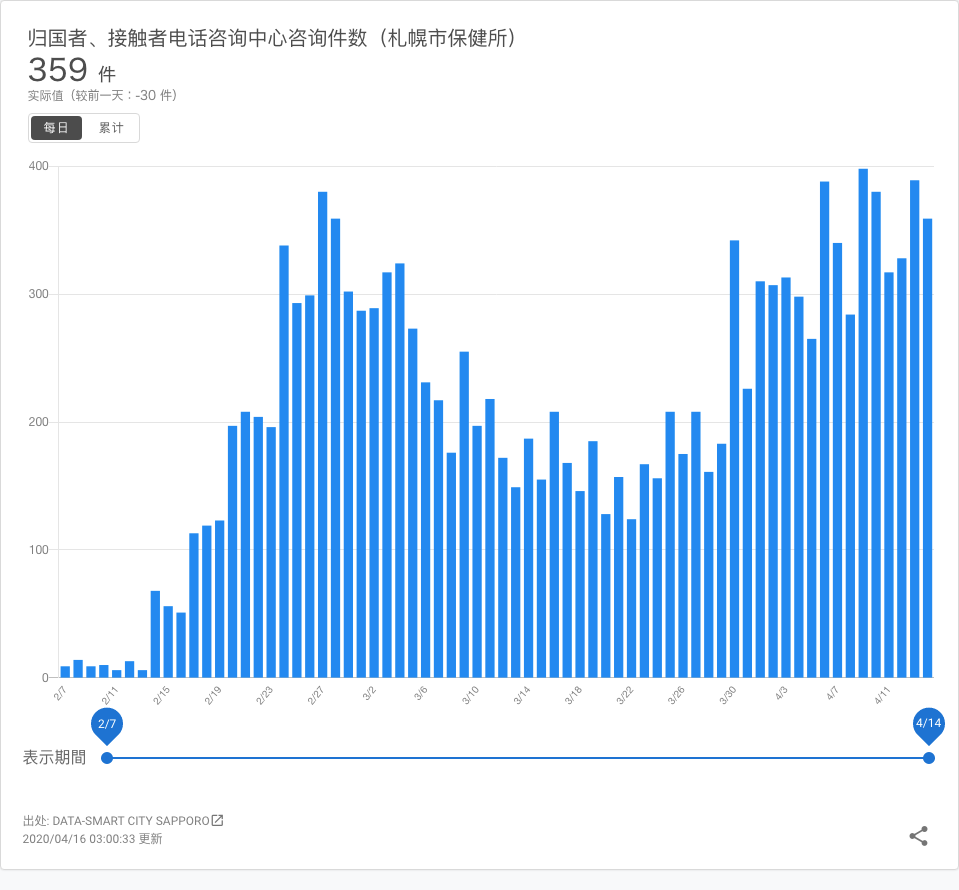 归国者、接触者电话咨询中心咨询件数（札幌市保健所）
359 件
实际值（较前一天：-30 件）
每日 累计
400
300
200
100
0
2/7 2/11 2/15 2/19 2/23 2/27 3/2 3/6 3/10 3/14 3/18 3/22 3/26 3/30 4/3 4/7 4/11
2/7 4/14
表示期間
出处: DATA-SMART CITY SAPPORO
2020/04/16 03:00:33 更新